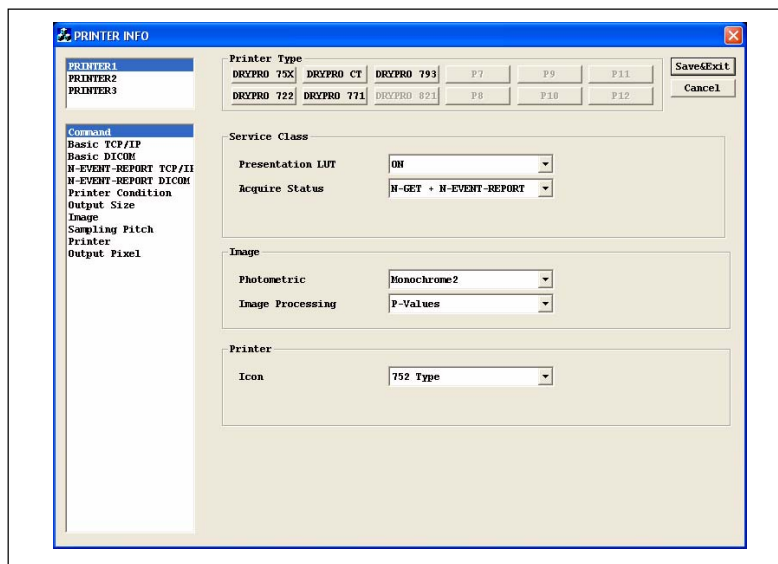 PRINTER INFO
PRINTER1
PRINTER2
PRINTER3
Printer Type
DRYPRO 75X DRYPRO CT DRYPRO 793 P7 P9 P11
DRYPRO 722 DRYPRO 771 DRYPRO 821 P8 P10 P12
Save&Exit
Cancel
Command
Basic TCP/IP
Basic DICOM
N-EVENT-REPORT TCP/II
N-EVENT-REPORT DICOM
Printer Condition
Output Size
Image
Sampling Pitch
Printer
Output Pixel
Service Class
Presentation LUT ON
Acquire Status N-GET + N-EVENT-REPORT
Image
Photometric Monochrome2
Image Processing P-Values
Printer
Icon 752 Type